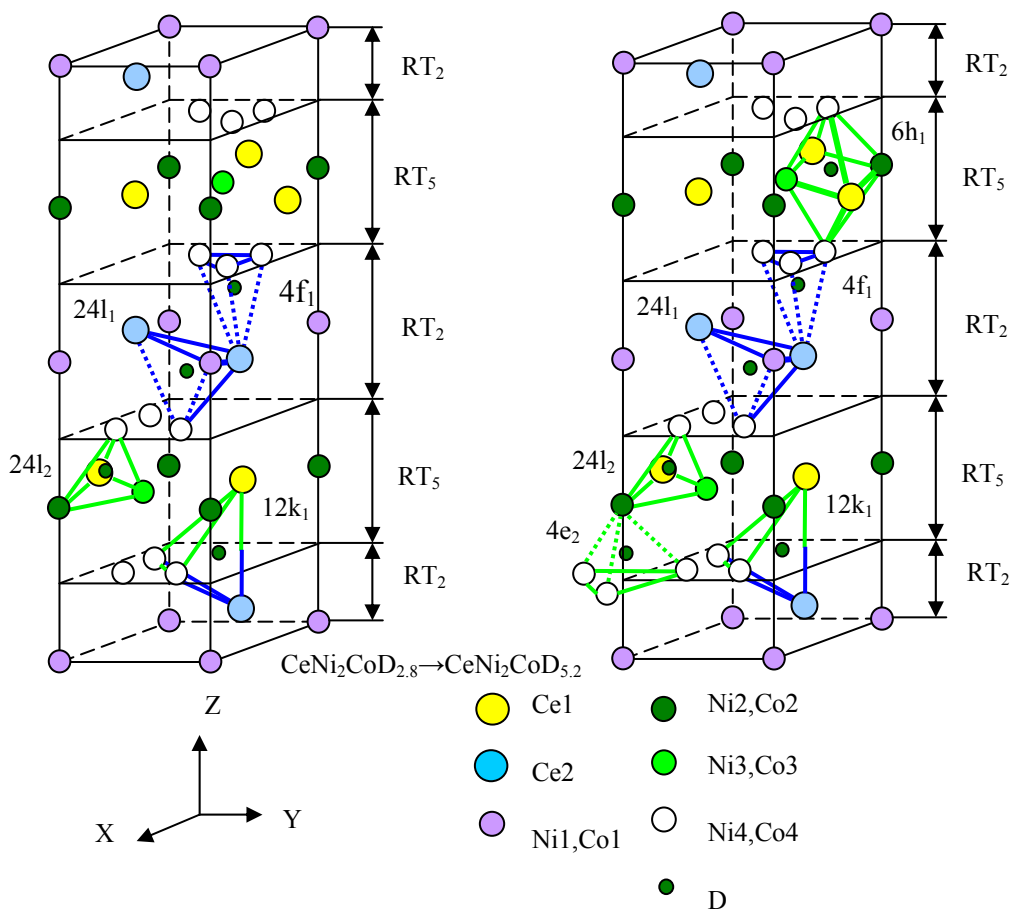 RT2
RT5
24l1
4f1
RT2
24l2
12k1
RT5
RT2
RT2
6h1
RT5
24l1
4f1
RT2
24l2
12k1
RT5
4e2
RT2
CeNi2CoD2.8→CeNi2CoD5.2
Z
X
Y
Ce1
Ce2
Ni1,Co1
Ni2,Co2
Ni3,Co3
Ni4,Co4
D